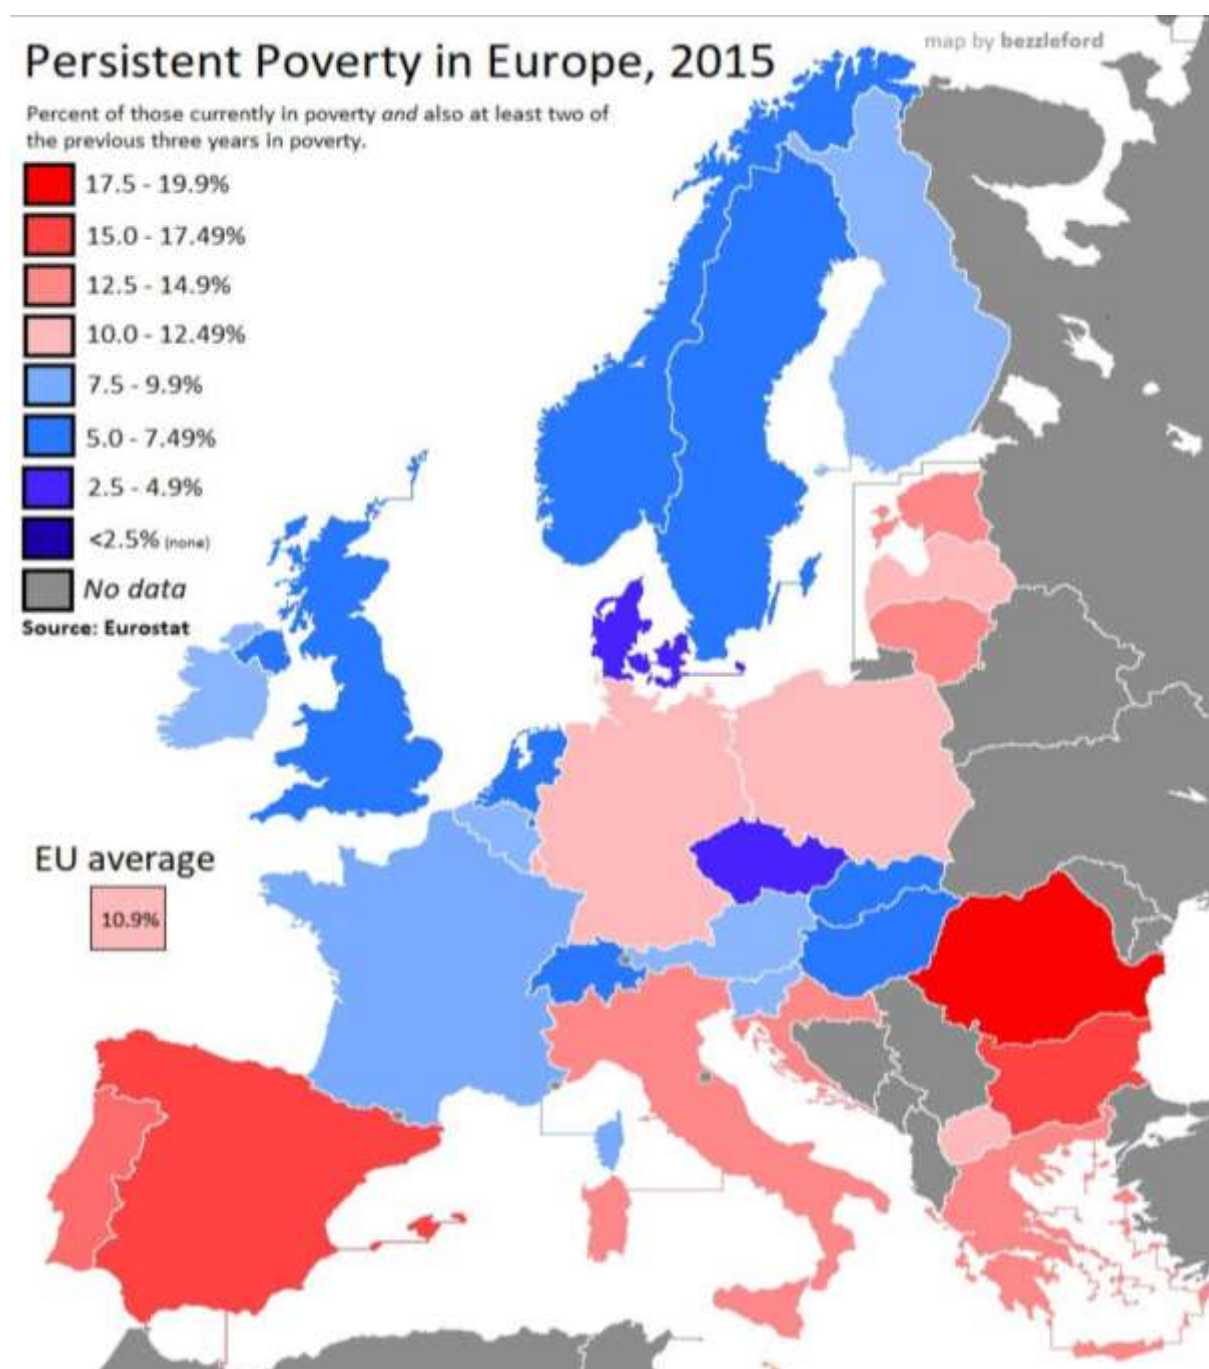 Persistent Poverty in Europe, 2015
map by bezzleford
Percent of those currently in poverty and also at least two of
the previous three years in poverty.
17.5 - 19.9%
15.0 - 17.49%
12.5 - 14.9%
10.0 - 12.49%
7.5 - 9.9%
5.0 - 7.49%
2.5 - 4.9%
<2.5% (none)
No data
Source: Eurostat
EU average
10.9%